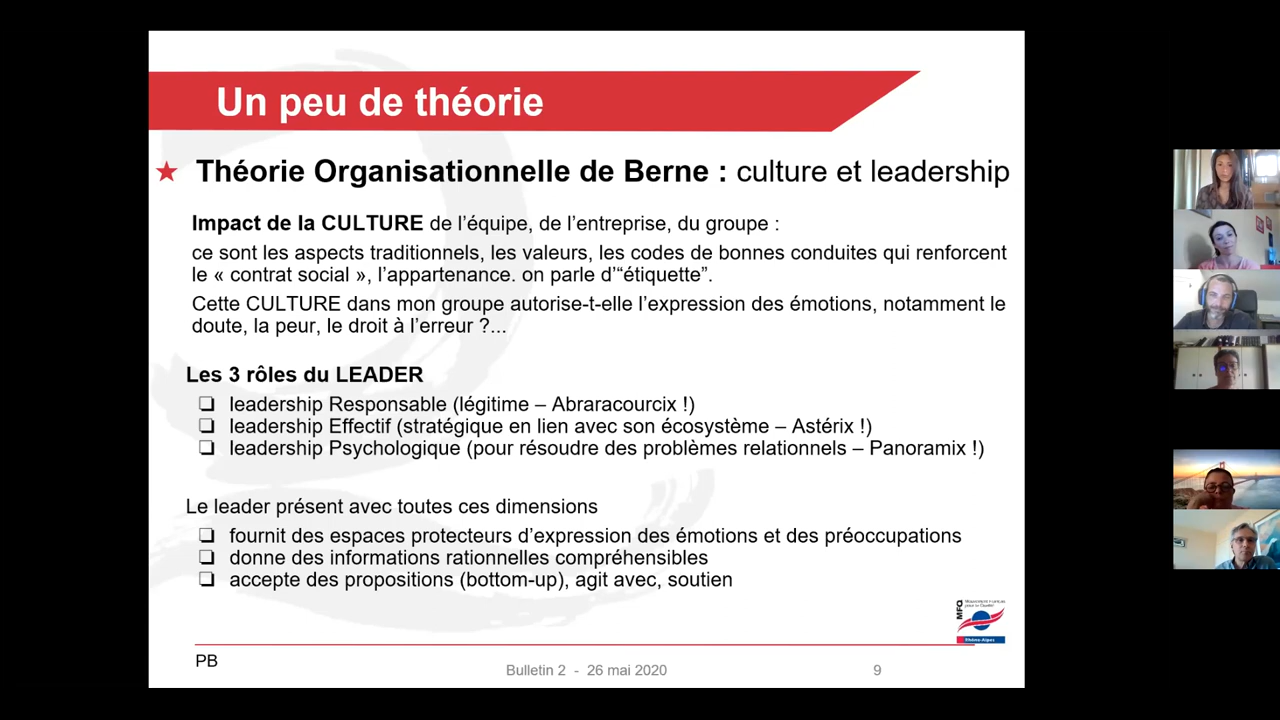 Un peu de théorie
Théorie Organisationnelle de Berne : culture et leadership
Impact de la CULTURE de l’équipe, de l’entreprise, du groupe :
ce sont les aspects traditionnels, les valeurs, les codes de bonnes conduites qui renforcent
le « contrat social », l’appartenance. on parle d’“étiquette”.
Cette CULTURE dans mon groupe autorise-t-elle l’expression des émotions, notamment le
doute, la peur, le droit à l’erreur ?...
Les 3 rôles du LEADER
leadership Responsable (légitime – Abraracourcix !)
leadership Effectif (stratégique en lien avec son écosystème – Astérix !)
leadership Psychologique (pour résoudre des problèmes relationnels – Panoramix !)
Le leader présent avec toutes ces dimensions
fournit des espaces protecteurs d’expression des émotions et des préoccupations
donne des informations rationnelles compréhensibles
accepte des propositions (bottom-up), agit avec, soutien
MFQ
Rhône-Alpes
PB
Bulletin 2 - 26 mai 2020
9